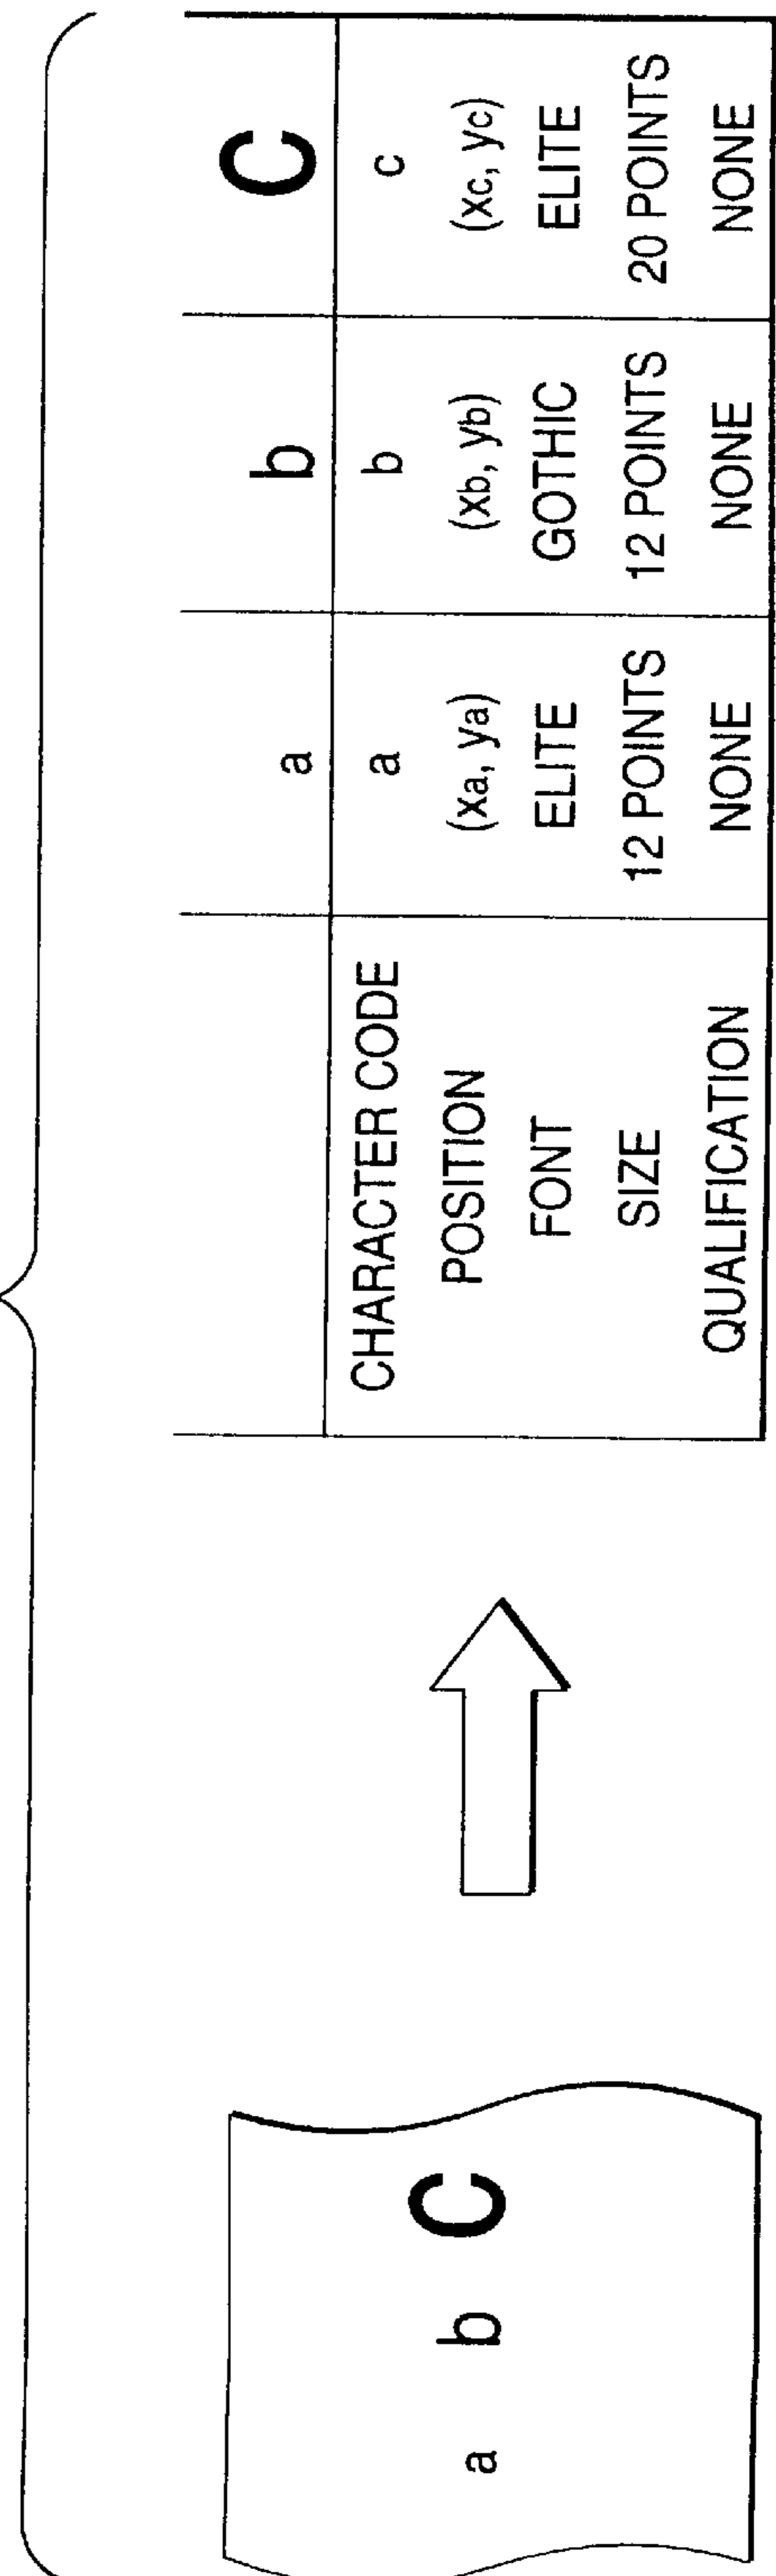 a b C
a b C
CHARACTER CODE a b c
POSITION (xa, ya) (xb, yb) (xc, yc)
FONT ELITE GOTHIC ELITE
SIZE 12 POINTS 12 POINTS 20 POINTS
QUALIFICATION NONE NONE NONE